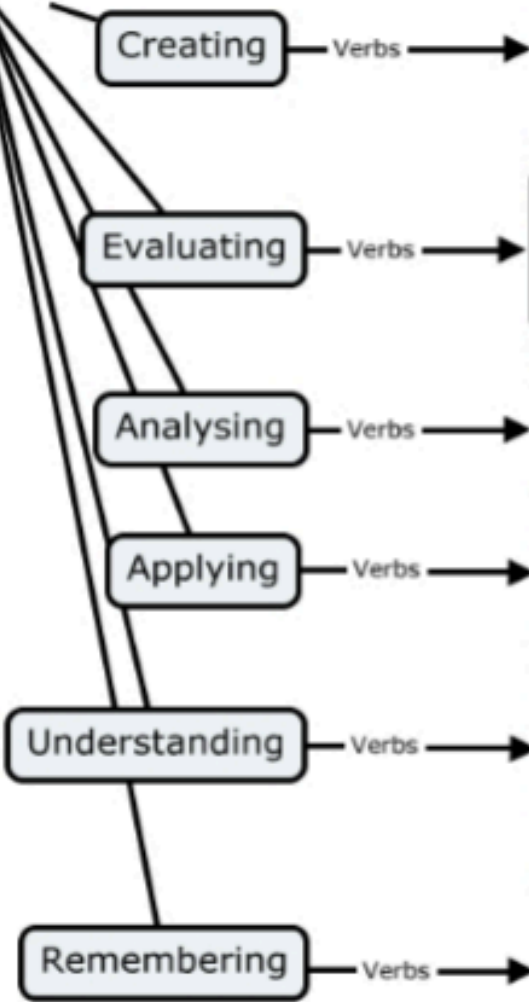 Creating Verbs
Evaluating Verbs
Analysing Verbs
Applying Verbs
Understanding Verbs
Remembering Verbs